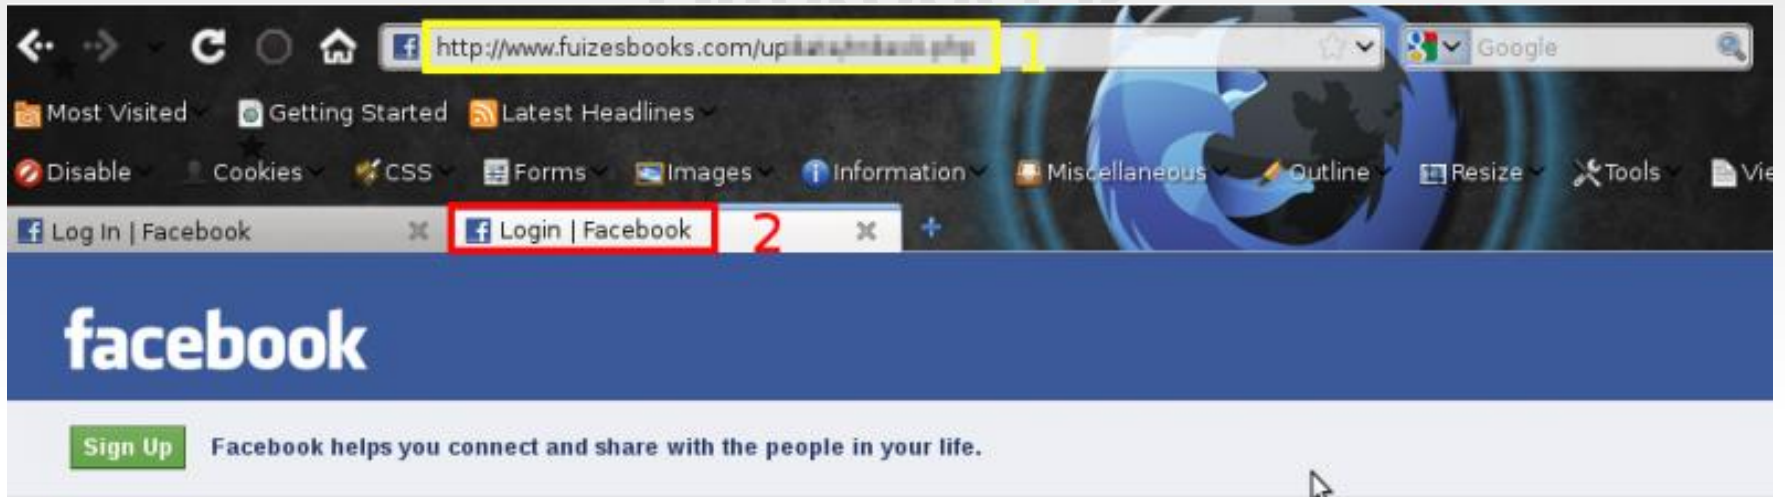 http://www.fuizesbooks.com/up 1 Google
Most Visited Getting Started Latest Headlines
Disable Cookies CSS Forms Images Information Miscellaneous Outline Resize Tools Vie
Log In | Facebook Login | Facebook 2
facebook
Sign Up Facebook helps you connect and share with the people in your life.